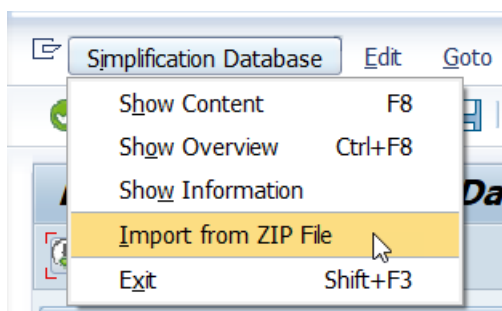 Simplification Database Edit Goto
Show Content F8
Show Overview Ctrl+F8
Show Information
Da
Import from ZIP File
Exit Shift+F3